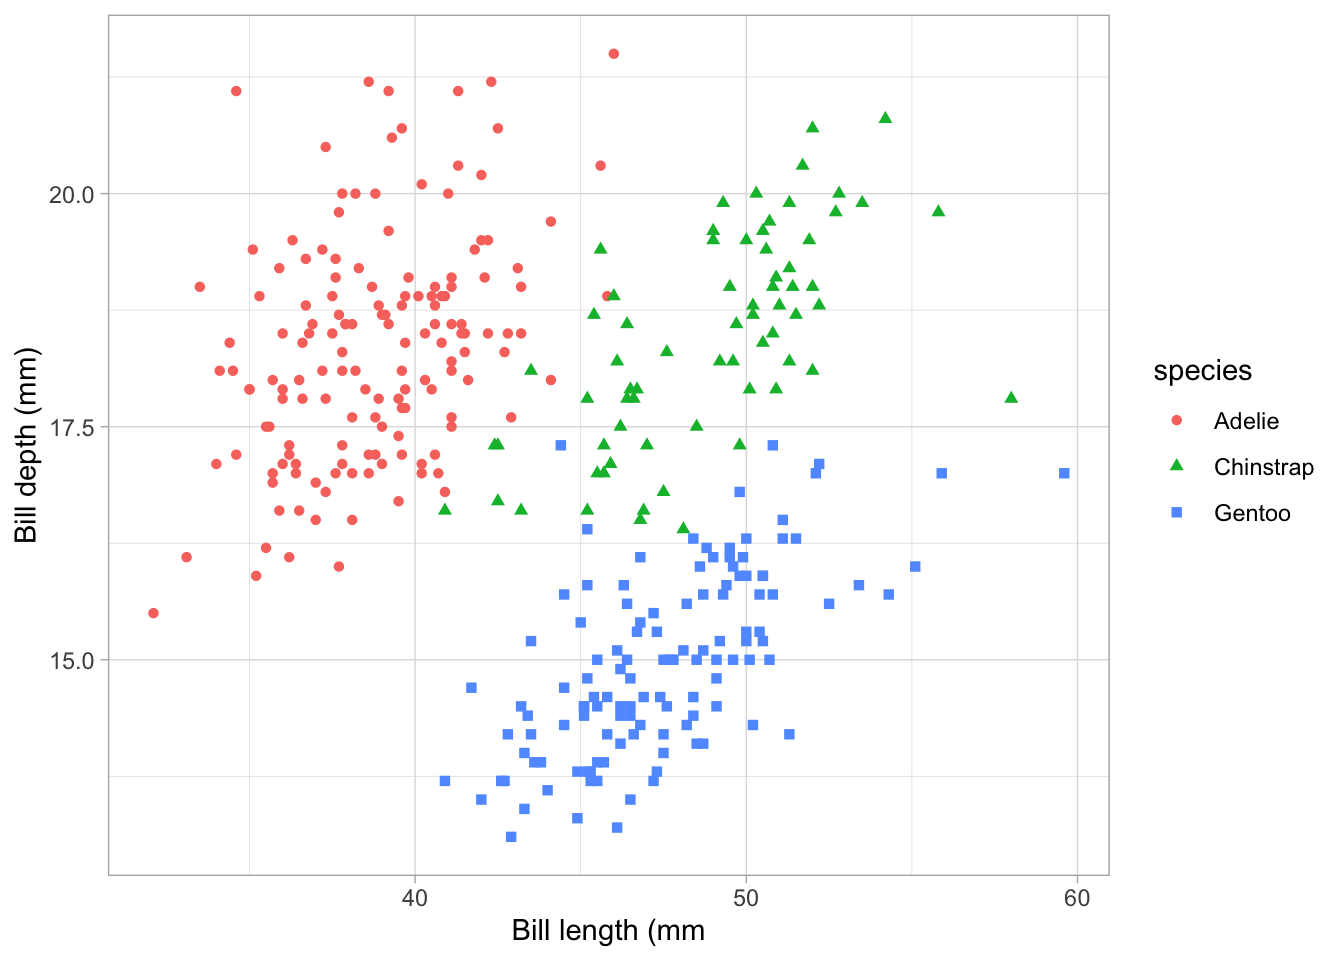 20.0
17.5
15.0
Bill depth (mm)
40
50
60
Bill length (mm
species
Adelie
Chinstrap
Gentoo